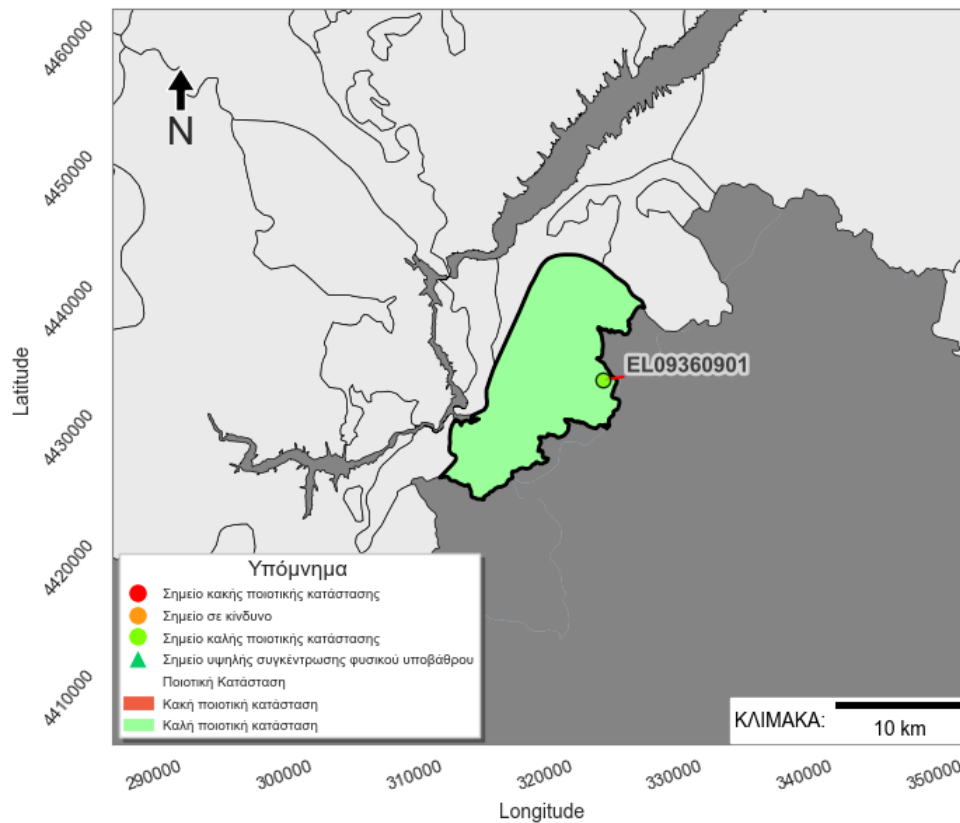 4460000
4450000
4440000
4430000
4420000
4410000
Latitude
N
EL09360901
Υπόμνημα
Σημείο κακής ποιοτικής κατάστασης
Σημείο σε κίνδυνο
Σημείο καλής ποιοτικής κατάστασης
Σημείο υψηλής συγκέντρωσης φυσικού υποβάθρου
Ποιοτική Κατάσταση
Κακή ποιοτική κατάσταση
Καλή ποιοτική κατάσταση
ΚΛΙΜΑΚΑ:
10 km
290000
300000
310000
320000
330000
340000
350000
Longitude